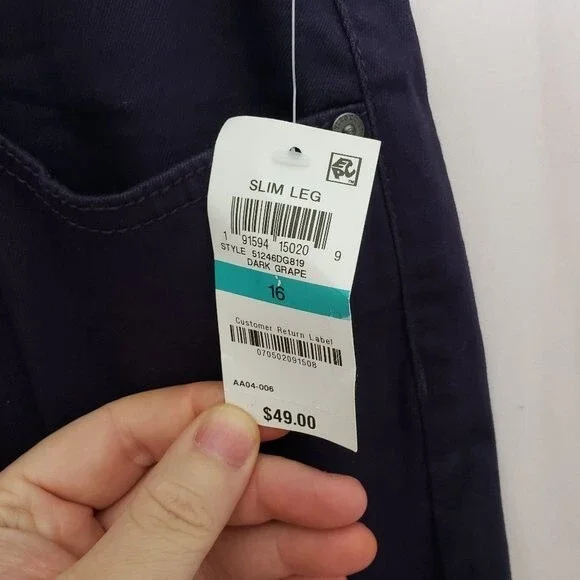 EPC™
SLIM LEG
1 91594 15020 9
STYLE 51246DG819
DARK GRAPE
16
Customer Return Label
070502091508
AA04-006
$49.00